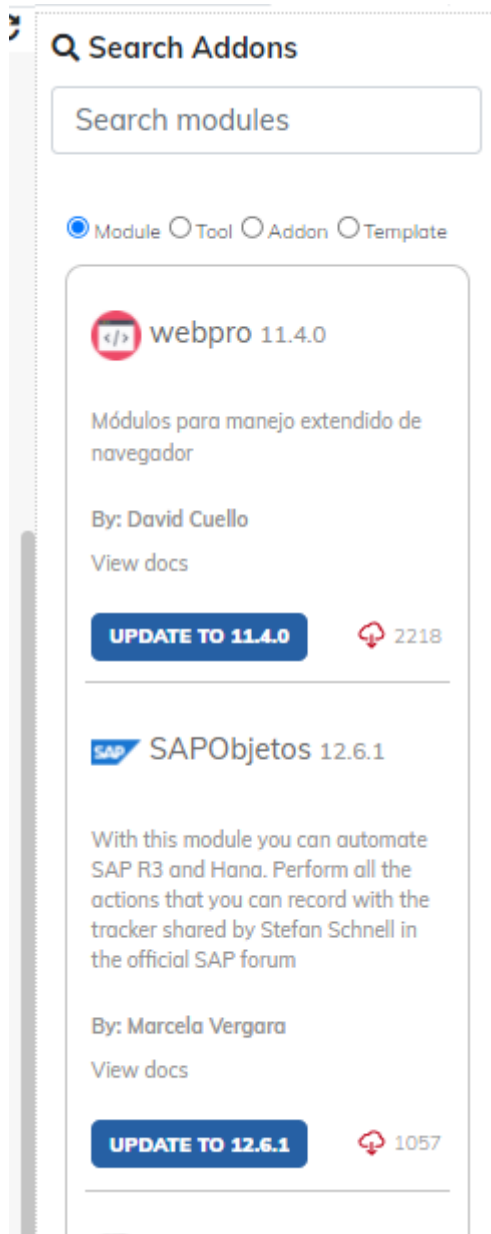 Search Addons
Search modules
Module Tool Addon Template
webpro 11.4.0
Módulos para manejo extendido de
navegador
By: David Cuello
View docs
UPDATE TO 11.4.0 2218
SAP SAPObjetos 12.6.1
With this module you can automate
SAP R3 and Hana. Perform all the
actions that you can record with the
tracker shared by Stefan Schnell in
the official SAP forum
By: Marcela Vergara
View docs
UPDATE TO 12.6.1 1057